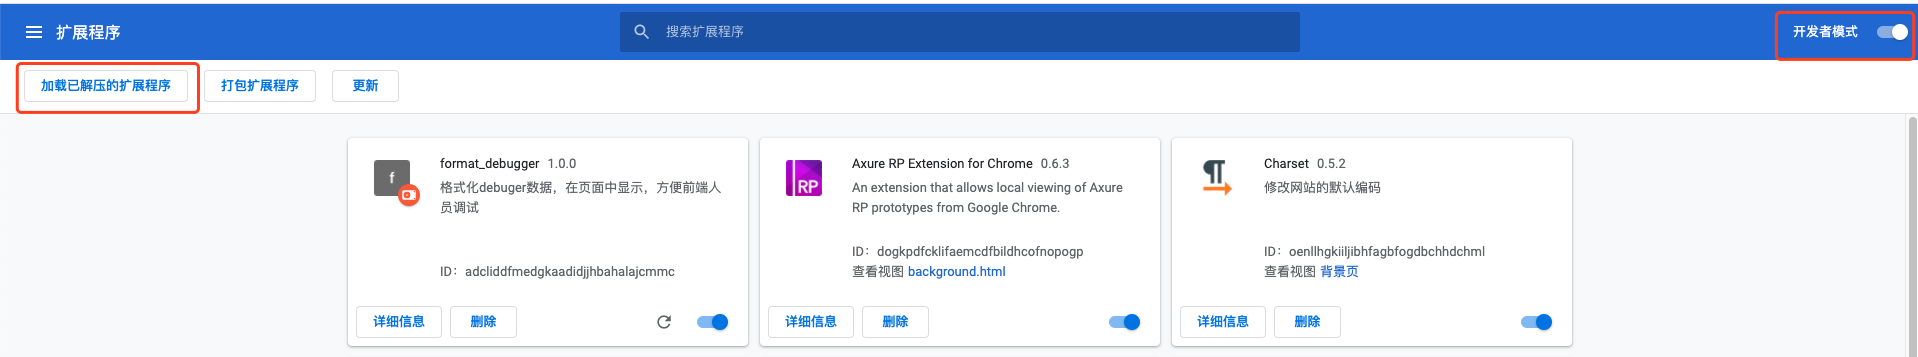 扩展程序
搜索扩展程序
开发者模式
加载已解压的扩展程序
打包扩展程序
更新
f
format_debugger 1.0.0
格式化debuger数据，在页面中显示，方便前端人
员调试
ID：adcliddfmedgkaadidjjhbahalajcmmc
详细信息
删除
RP
Axure RP Extension for Chrome 0.6.3
An extension that allows local viewing of Axure
RP prototypes from Google Chrome.
ID：dogkpdfcklifaemcdfbildhcofnopogp
查看视图 background.html
详细信息
删除
Charset 0.5.2
修改网站的默认编码
ID：oenllhgkiiljibhfagbfogdbchhdchml
查看视图 背景页
详细信息
删除